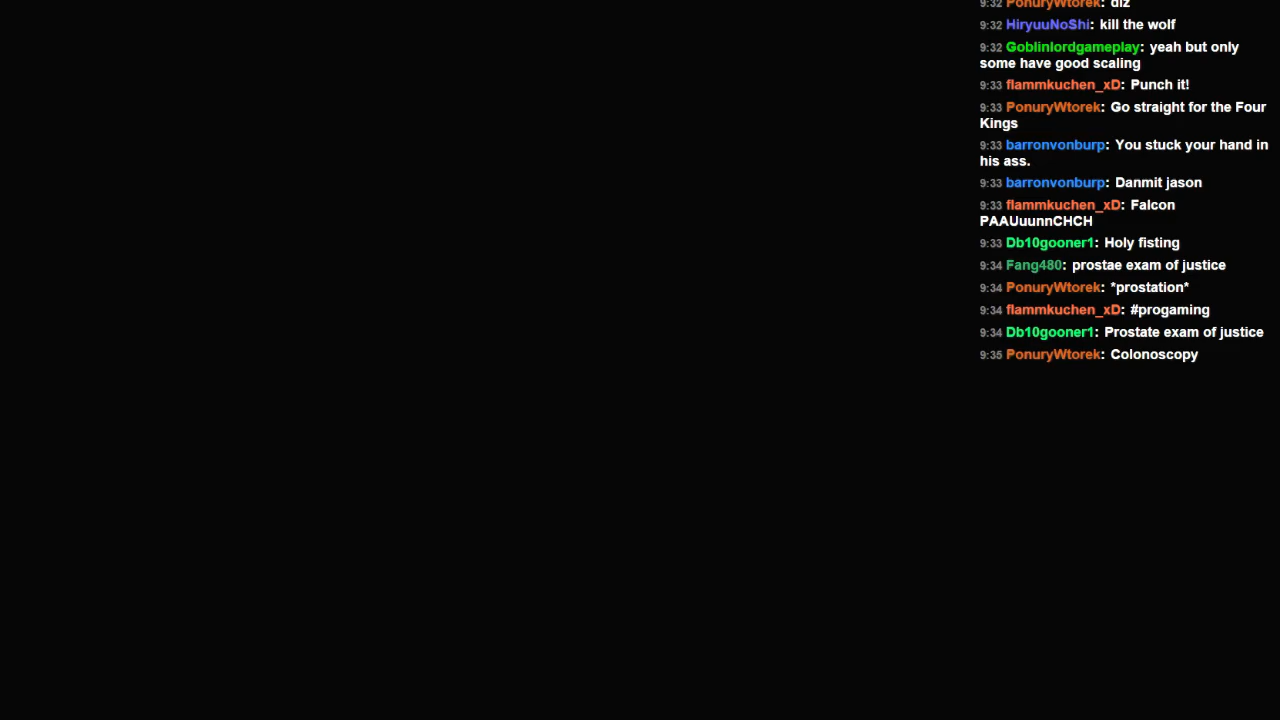 9:32 PonuryWtorek: diz
9:32 HiryuuNoShi: kill the wolf
9:32 Goblinlordgameplay: yeah but only
some have good scaling
9:33 flammkuchen_xD: Punch it!
9:33 PonuryWtorek: Go straight for the Four
Kings
9:33 barronvonburp: You stuck your hand in
his ass.
9:33 barronvonburp: Danmit jason
9:33 flammkuchen_xD: Falcon
PAAUuunnCHCH
9:33 Db10gooner1: Holy fisting
9:34 Fang480: prostae exam of justice
9:34 PonuryWtorek: *prostation*
9:34 flammkuchen_xD: #progaming
9:34 Db10gooner1: Prostate exam of justice
9:35 PonuryWtorek: Colonoscopy